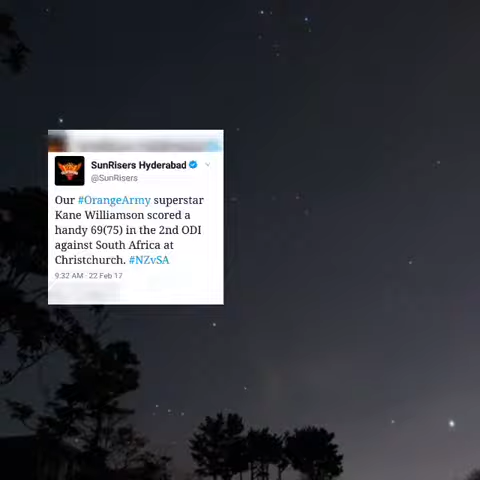 SunRisers Hyderabad
@SunRisers
Our #OrangeArmy superstar
Kane Williamson scored a
handy 69(75) in the 2nd ODI
against South Africa at
Christchurch. #NZvSA
9:32 AM · 22 Feb 17